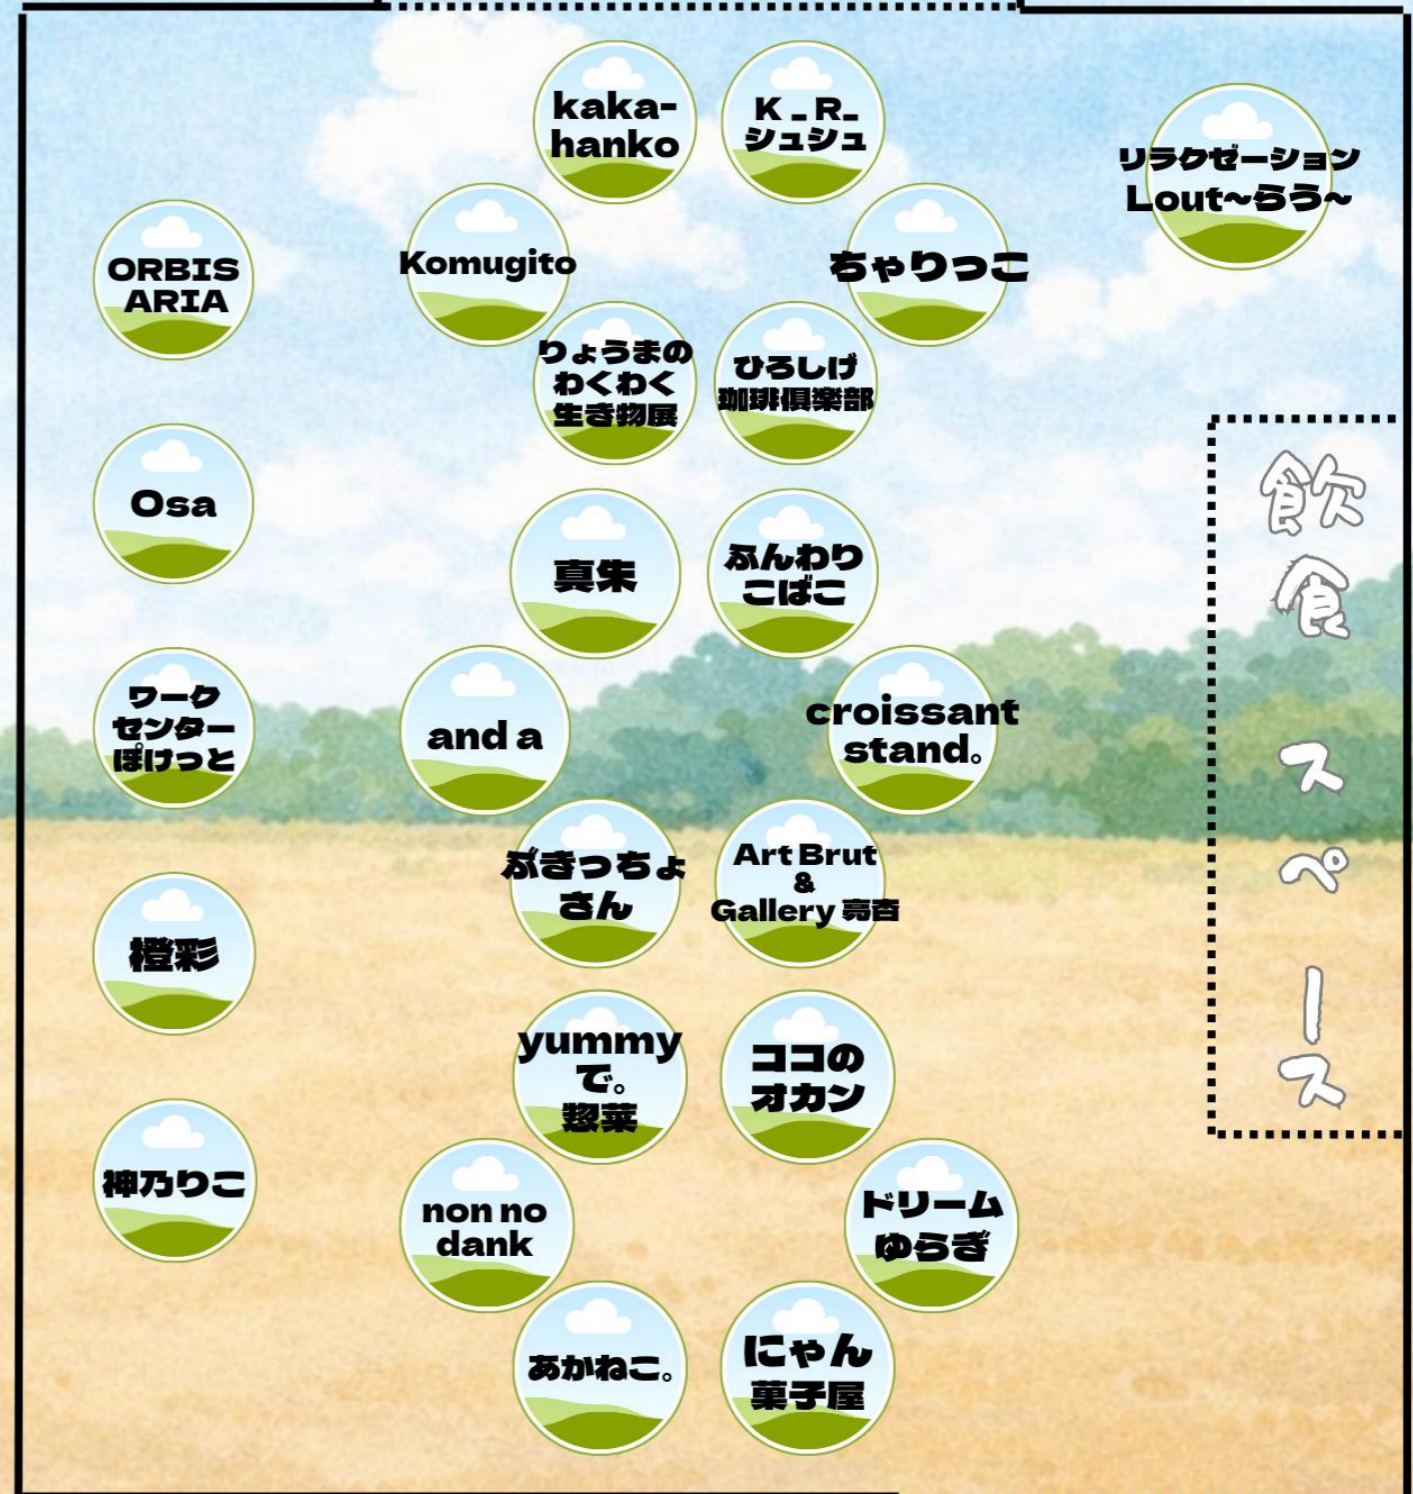 kaka-
hanko
K_R_
シュシュ
リラクゼーション
Lout~らう~
ORBIS
ARIA
Komugito
ちゃりっこ
りょうまの
わくわく
生き物展
ひろしげ
珈琲俱楽部
Osa
真朱
ふんわり
こばこ
飲食スペース
ワーク
センター
ぽけっと
and a
croissant
stand。
ぶきっちょ
さん
Art Brut
&
Gallery 亮杏
橙彩
yummy
で。
惣菜
ココの
オカン
神乃りこ
non no
dank
ドリーム
ゆらぎ
あかねこ。
にゃん
菓子屋